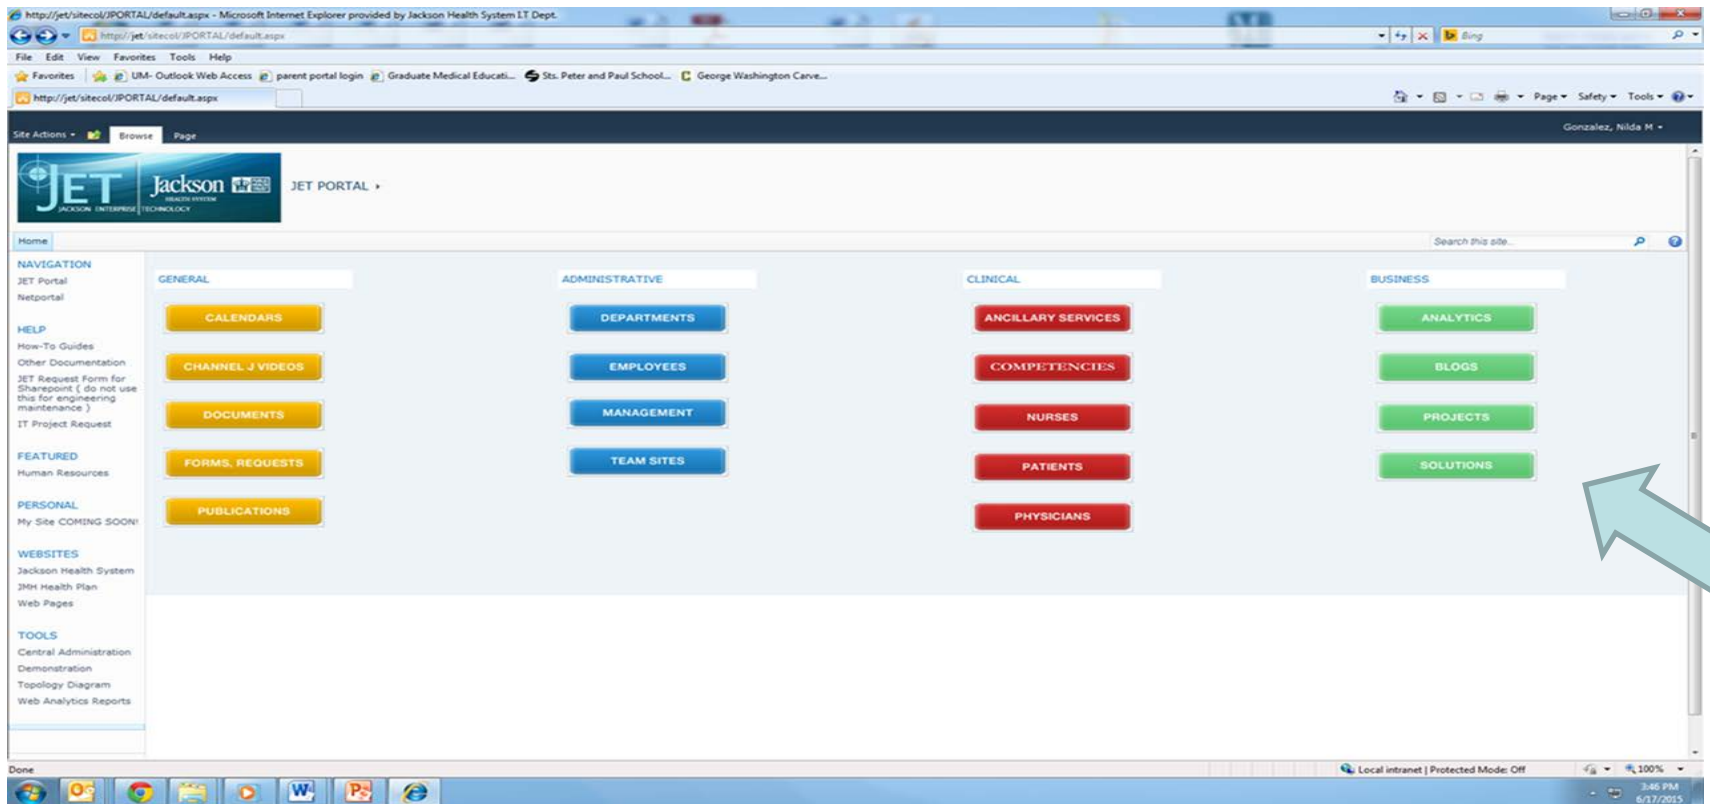 http://jet/sitecol/JPORTAL/default.aspx - Microsoft Internet Explorer provided by Jackson Health System I.T Dept.
http://jet/sitecol/JPORTAL/default.aspx
Bing
File Edit View Favorites Tools Help
Favorites UM- Outlook Web Access parent portal login Graduate Medical Educati... Sts. Peter and Paul School... George Washington Carve...
http://jet/sitecol/JPORTAL/default.aspx
Page Safety Tools
Site Actions Browse Page
Gonzalez, Nilda M
JET
JACKSON ENTERPRISE TECHNOLOGY
Jackson
HEALTH SYSTEM
JET PORTAL
Home
Search this site...
NAVIGATION
JET Portal
Netportal
HELP
How-To Guides
Other Documentation
JET Request Form for
Sharepoint ( do not use
this for engineering
maintenance )
IT Project Request
FEATURED
Human Resources
PERSONAL
My Site COMING SOON!
WEBSITES
Jackson Health System
JMH Health Plan
Web Pages
TOOLS
Central Administration
Demonstration
Topology Diagram
Web Analytics Reports
GENERAL
CALENDARS
CHANNEL J VIDEOS
DOCUMENTS
FORMS, REQUESTS
PUBLICATIONS
ADMINISTRATIVE
DEPARTMENTS
EMPLOYEES
MANAGEMENT
TEAM SITES
CLINICAL
ANCILLARY SERVICES
COMPETENCIES
NURSES
PATIENTS
PHYSICIANS
BUSINESS
ANALYTICS
BLOGS
PROJECTS
SOLUTIONS
Done
Local intranet | Protected Mode: Off
100%
3:46 PM
6/17/2015